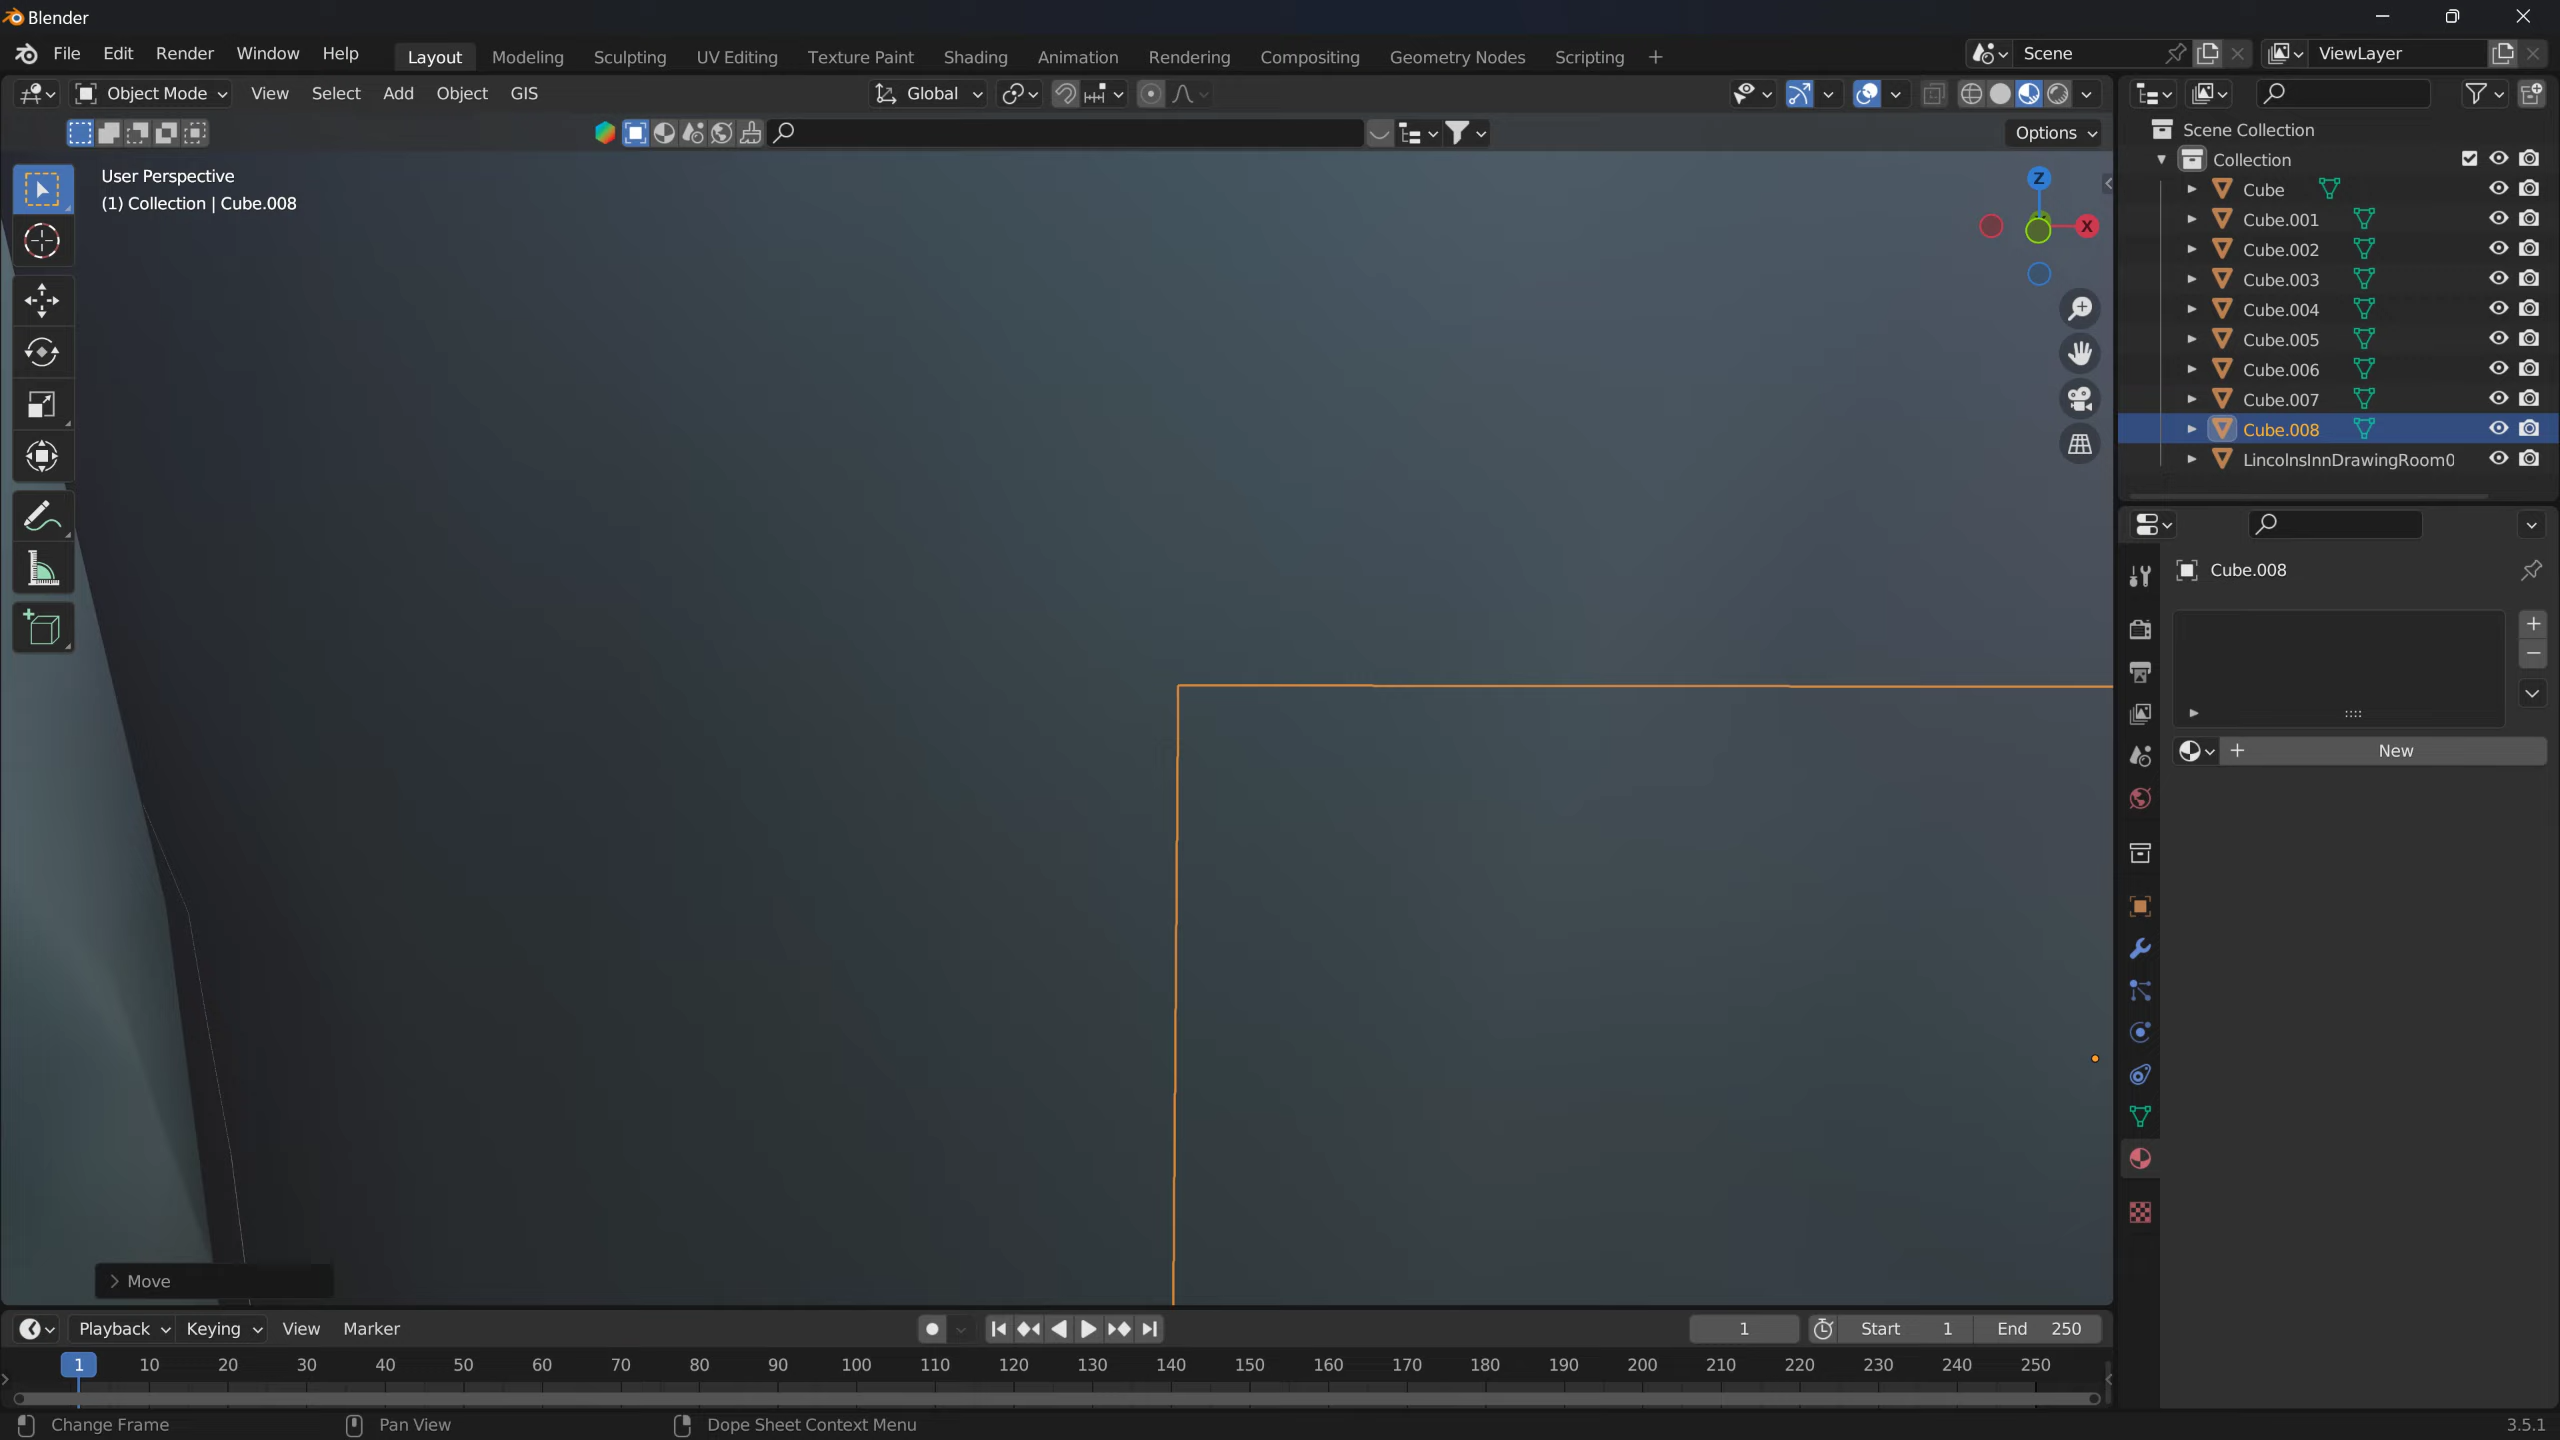 Blender
File Edit Render Window Help Layout Modeling Sculpting UV Editing Texture Paint Shading Animation Rendering Compositing Geometry Nodes Scripting + Scene ViewLayer
Object Mode View Select Add Object GIS Global
Options
User Perspective
(1) Collection | Cube.008
Z
X
Scene Collection
Collection
Cube
Cube.001
Cube.002
Cube.003
Cube.004
Cube.005
Cube.006
Cube.007
Cube.008
LincolnsInnDrawingRoom0
Cube.008
+ New
Move
Playback Keying View Marker 1 Start 1 End 250
1 10 20 30 40 50 60 70 80 90 100 110 120 130 140 150 160 170 180 190 200 210 220 230 240 250
Change Frame Pan View Dope Sheet Context Menu 3.5.1